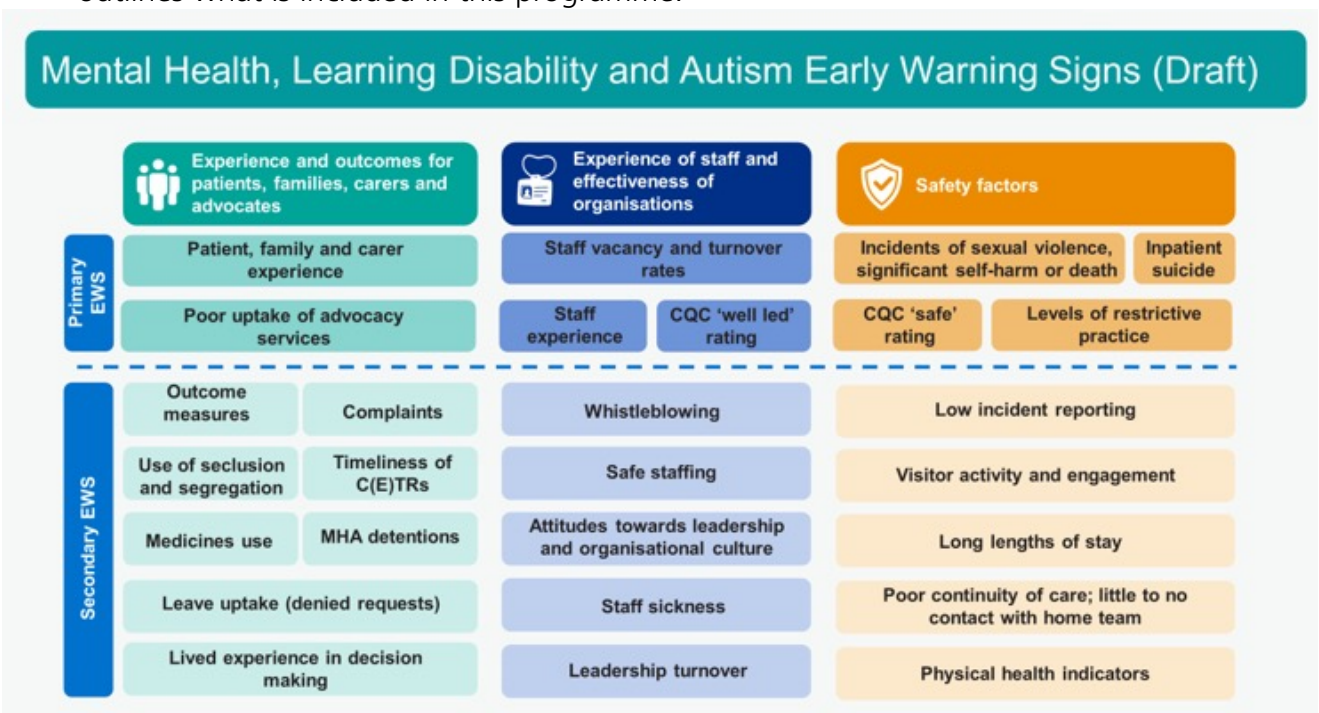 outlines what is included in this programme.
Mental Health, Learning Disability and Autism Early Warning Signs (Draft)
Experience and outcomes for
patients, families, carers and
advocates
Experience of staff and
effectiveness of
organisations
Safety factors
Primary
EWS
Patient, family and carer
experience
Staff vacancy and turnover
rates
Incidents of sexual violence,
significant self-harm or death
Inpatient
suicide
Poor uptake of advocacy
services
Staff
experience
CQC ‘well led’
rating
CQC ‘safe’
rating
Levels of restrictive
practice
Secondary EWS
Outcome
measures
Complaints
Whistleblowing
Low incident reporting
Use of seclusion
and segregation
Timeliness of
C(E)TRs
Safe staffing
Visitor activity and engagement
Medicines use
MHA detentions
Attitudes towards leadership
and organisational culture
Long lengths of stay
Leave uptake (denied requests)
Staff sickness
Poor continuity of care; little to no
contact with home team
Lived experience in decision
making
Leadership turnover
Physical health indicators